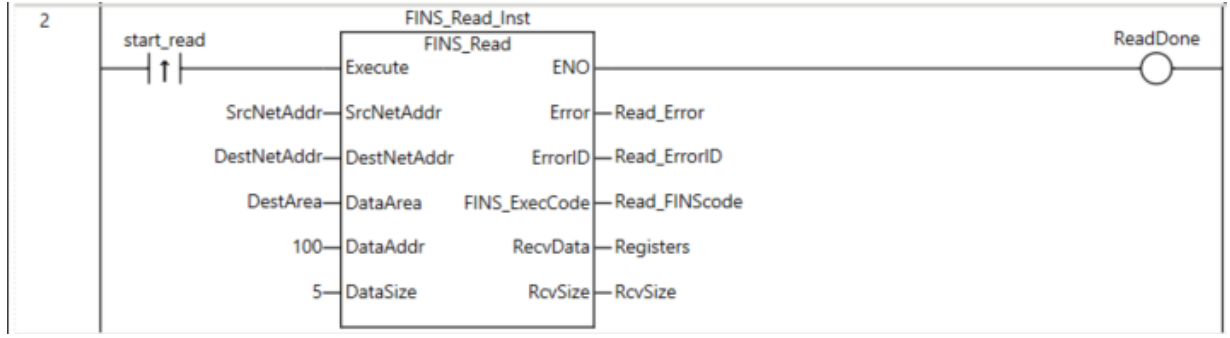 2
FINS_Read_Inst
start_read FINS_Read ReadDone
Execute ENO
SrcNetAddr SrcNetAddr Error Read_Error
DestNetAddr DestNetAddr ErrorID Read_ErrorID
DestArea DataArea FINS_ExecCode Read_FINScode
100 DataAddr RecvData Registers
5 DataSize RcvSize RcvSize